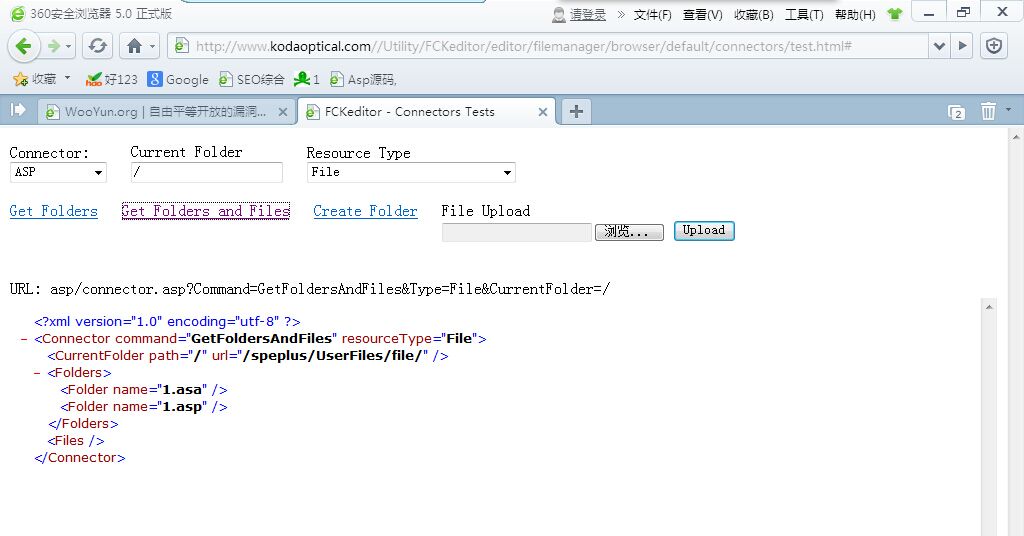 360安全浏览器 5.0 正式版
请登录 » 文件(F) 查看(V) 收藏(B) 工具(T) 帮助(H)
http://www.kodaoptical.com//Utility/FCKeditor/editor/filemanager/browser/default/connectors/test.html#
收藏 好123 Google SEO综合 1 Asp源码,
WooYun.org | 自由平等开放的漏洞... FCKeditor - Connectors Tests 2
Connector: Current Folder Resource Type
ASP / File
Get Folders Get Folders and Files Create Folder File Upload
浏览... Upload
URL: asp/connector.asp?Command=GetFoldersAndFiles&Type=File&CurrentFolder=/
<?xml version="1.0" encoding="utf-8" ?>
- <Connector command="GetFoldersAndFiles" resourceType="File">
<CurrentFolder path="/" url="/speplus/UserFiles/file/" />
- <Folders>
<Folder name="1.asa" />
<Folder name="1.asp" />
</Folders>
<Files />
</Connector>